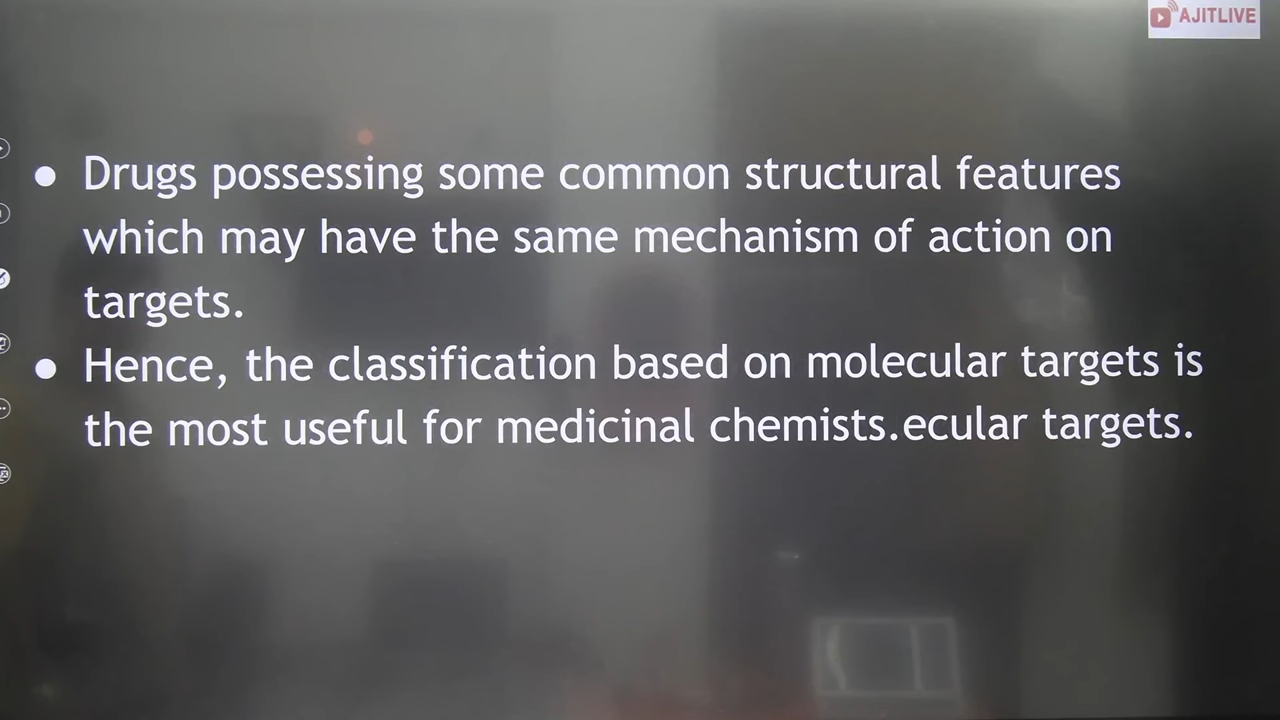 AJITLIVE
● Drugs possessing some common structural features
which may have the same mechanism of action on
targets.
● Hence, the classification based on molecular targets is
the most useful for medicinal chemists.ecular targets.